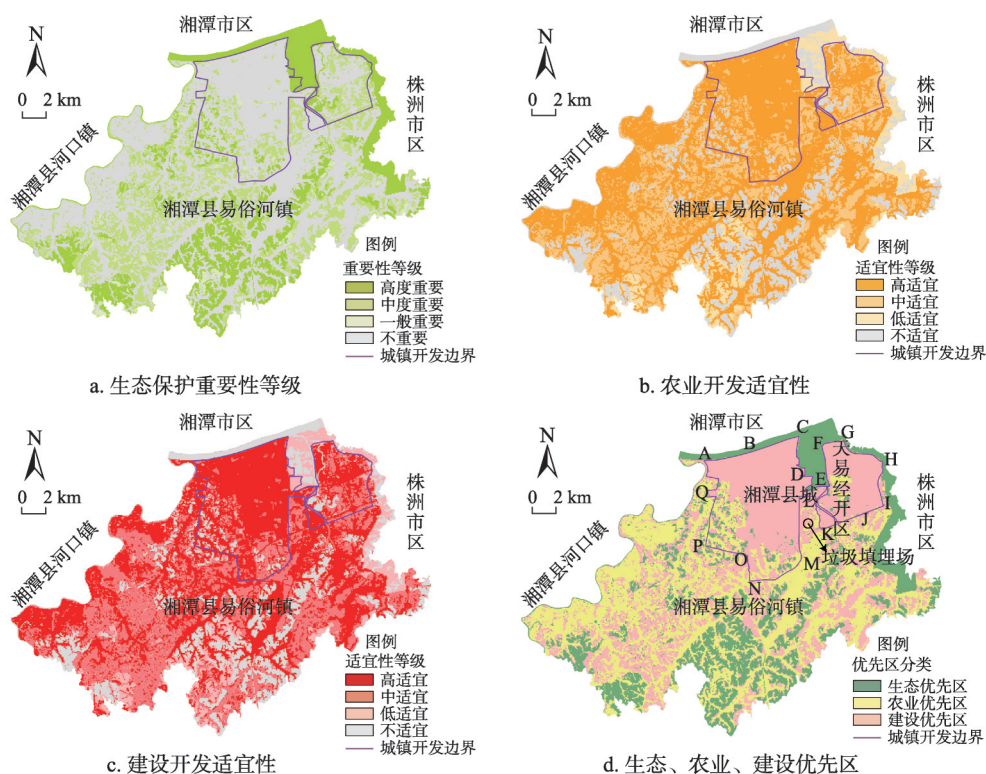 湘潭市区
N
0 2 km
株洲市区
湘潭县河口镇
湘潭县易俗河镇
图例
重要性等级
高度重要
中度重要
一般重要
不重要
城镇开发边界
a. 生态保护重要性等级
湘潭市区
N
0 2 km
株洲市区
湘潭县河口镇
湘潭县易俗河镇
图例
适宜性等级
高适宜
中适宜
低适宜
不适宜
城镇开发边界
b. 农业开发适宜性
湘潭市区
N
0 2 km
株洲市区
湘潭县河口镇
湘潭县易俗河镇
图例
适宜性等级
高适宜
中适宜
低适宜
不适宜
城镇开发边界
c. 建设开发适宜性
湘潭市区
N
0 2 km
A
B
C
F
G
H
天易经开区
D
E
I
Q
湘潭县城
L
J
K
P
O
M
垃圾填埋场
N
株洲市区
湘潭县河口镇
湘潭县易俗河镇
图例
优先区分类
生态优先区
农业优先区
建设优先区
城镇开发边界
d. 生态、农业、建设优先区